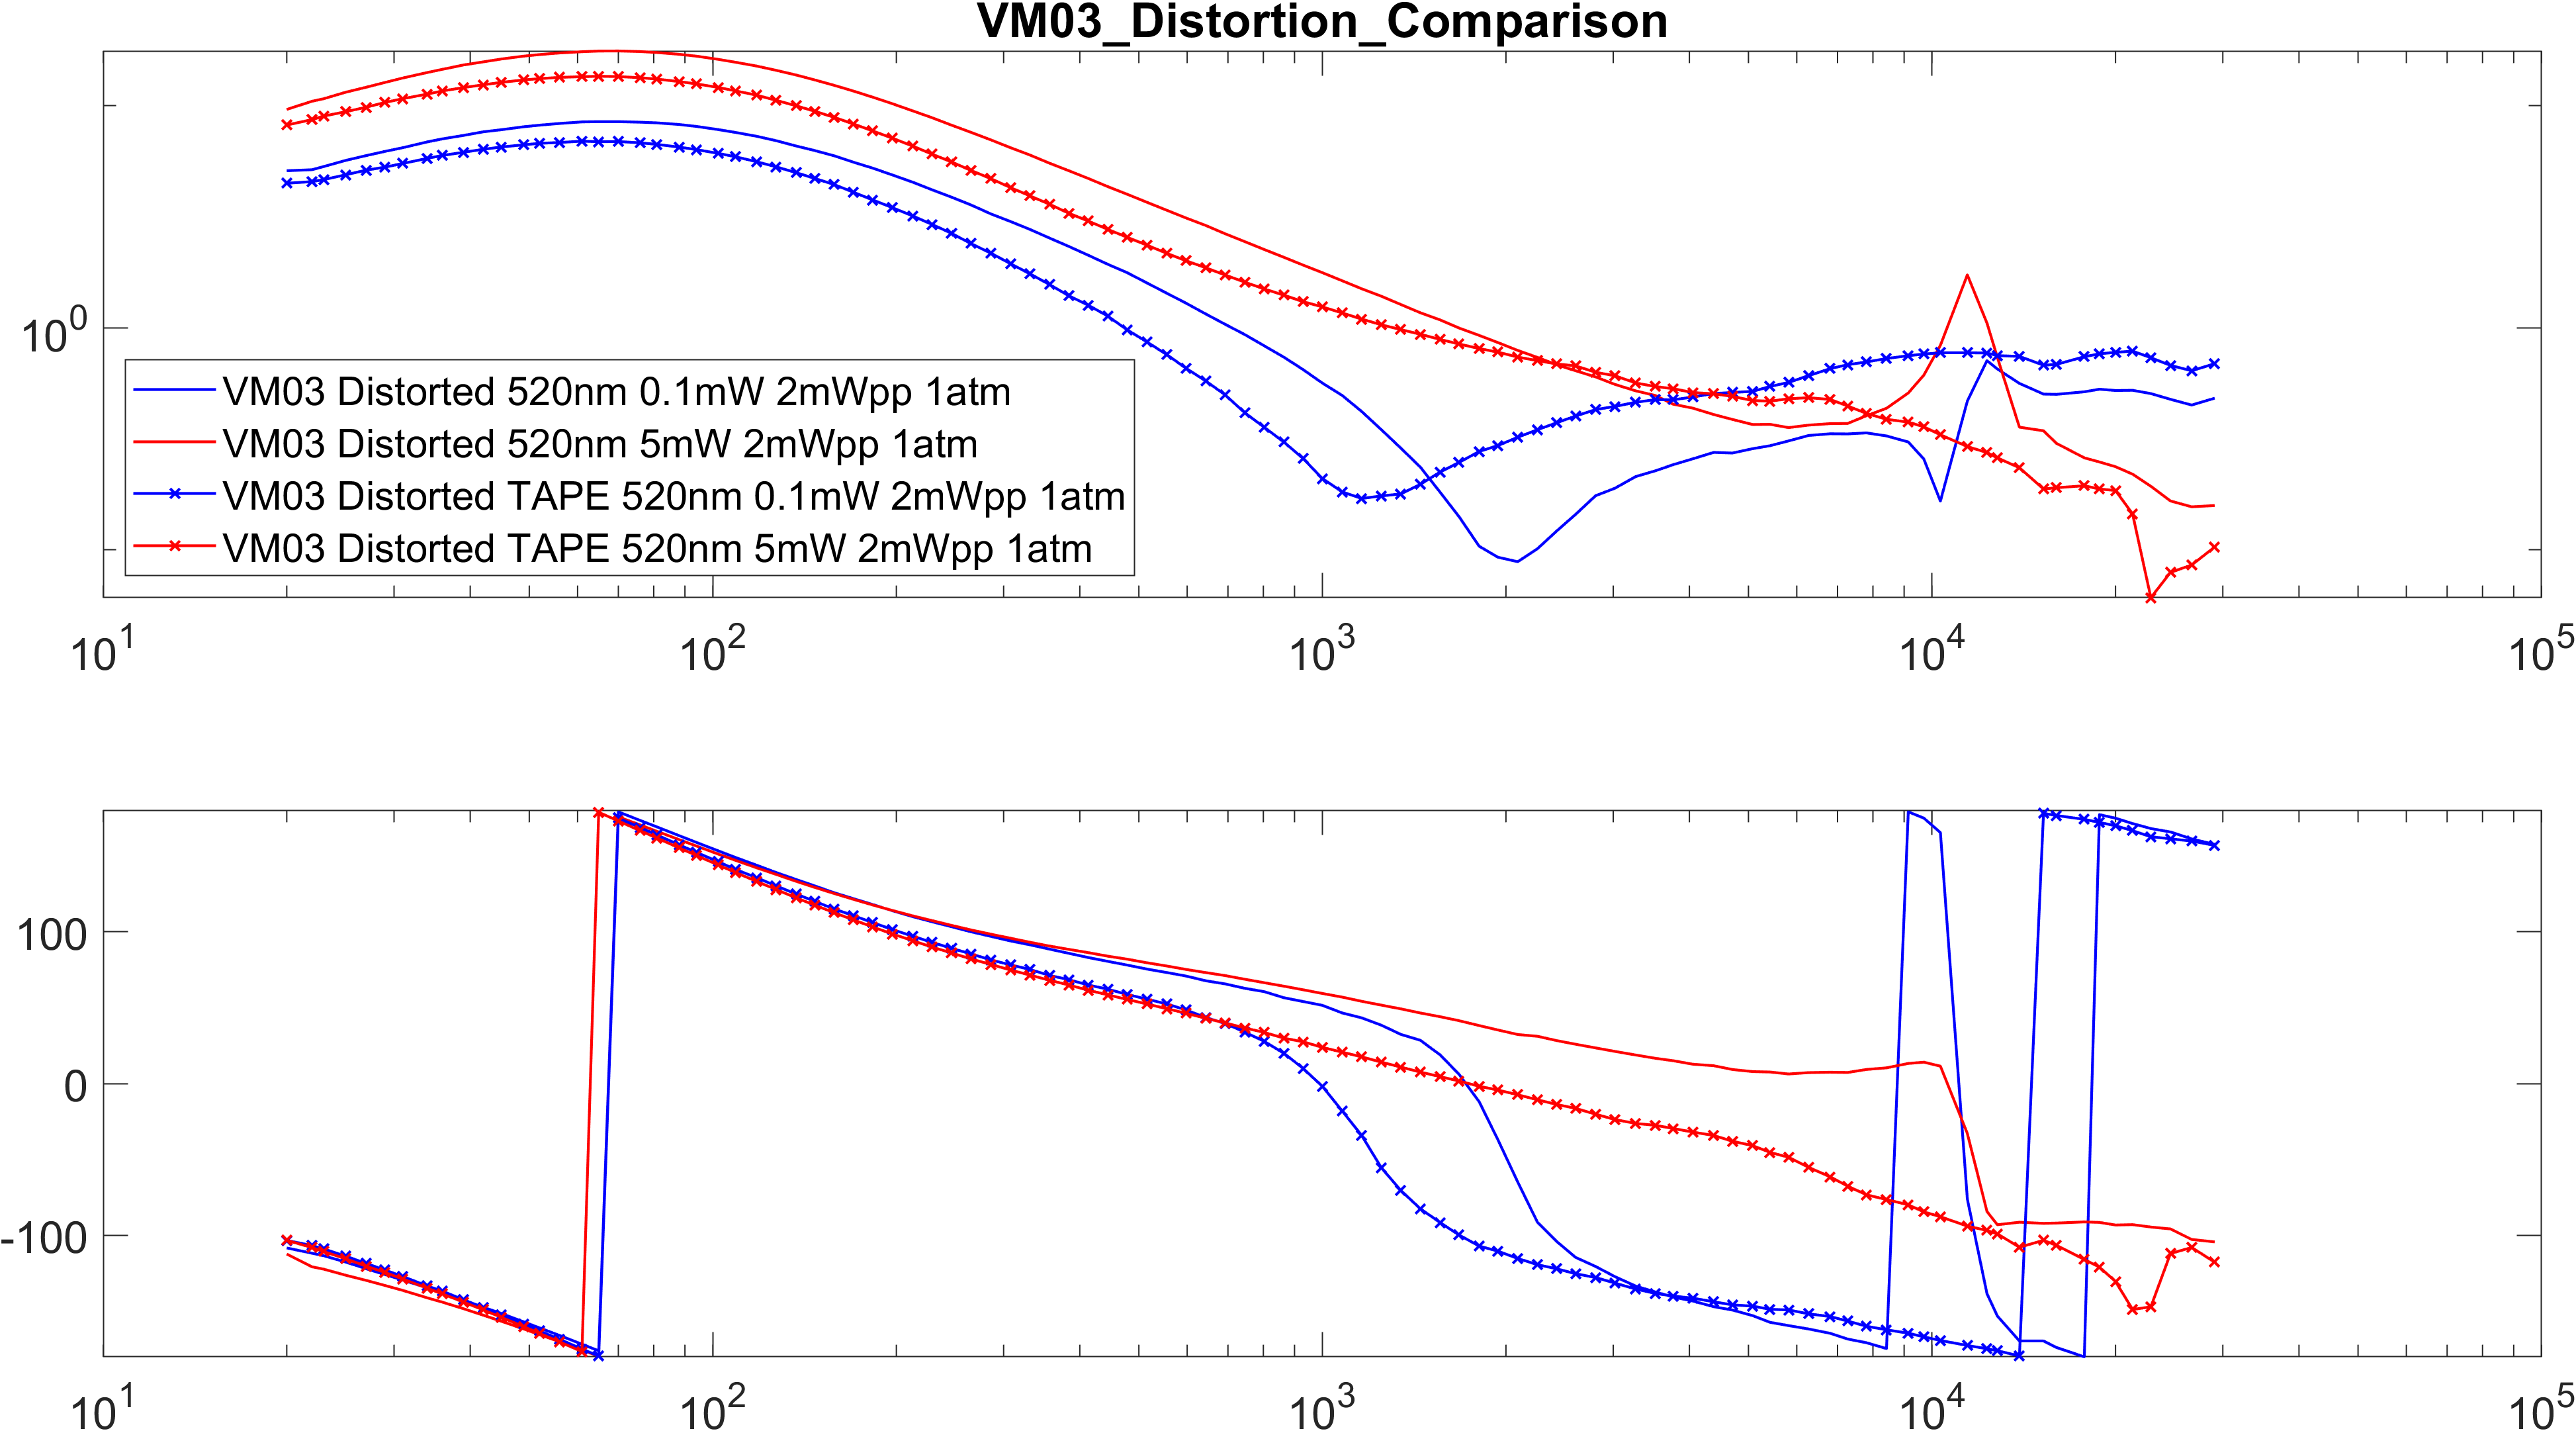 VM03_Distortion_Comparison
10^0
VM03 Distorted 520nm 0.1mW 2mWpp 1atm
VM03 Distorted 520nm 5mW 2mWpp 1atm
VM03 Distorted TAPE 520nm 0.1mW 2mWpp 1atm
VM03 Distorted TAPE 520nm 5mW 2mWpp 1atm
10^1 10^2 10^3 10^4 10^5
100
0
-100
10^1 10^2 10^3 10^4 10^5